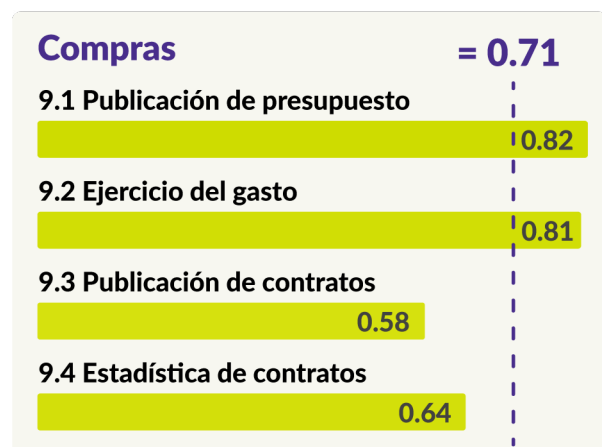 Compras = 0.71
9.1 Publicación de presupuesto
0.82
9.2 Ejercicio del gasto
0.81
9.3 Publicación de contratos
0.58
9.4 Estadística de contratos
0.64